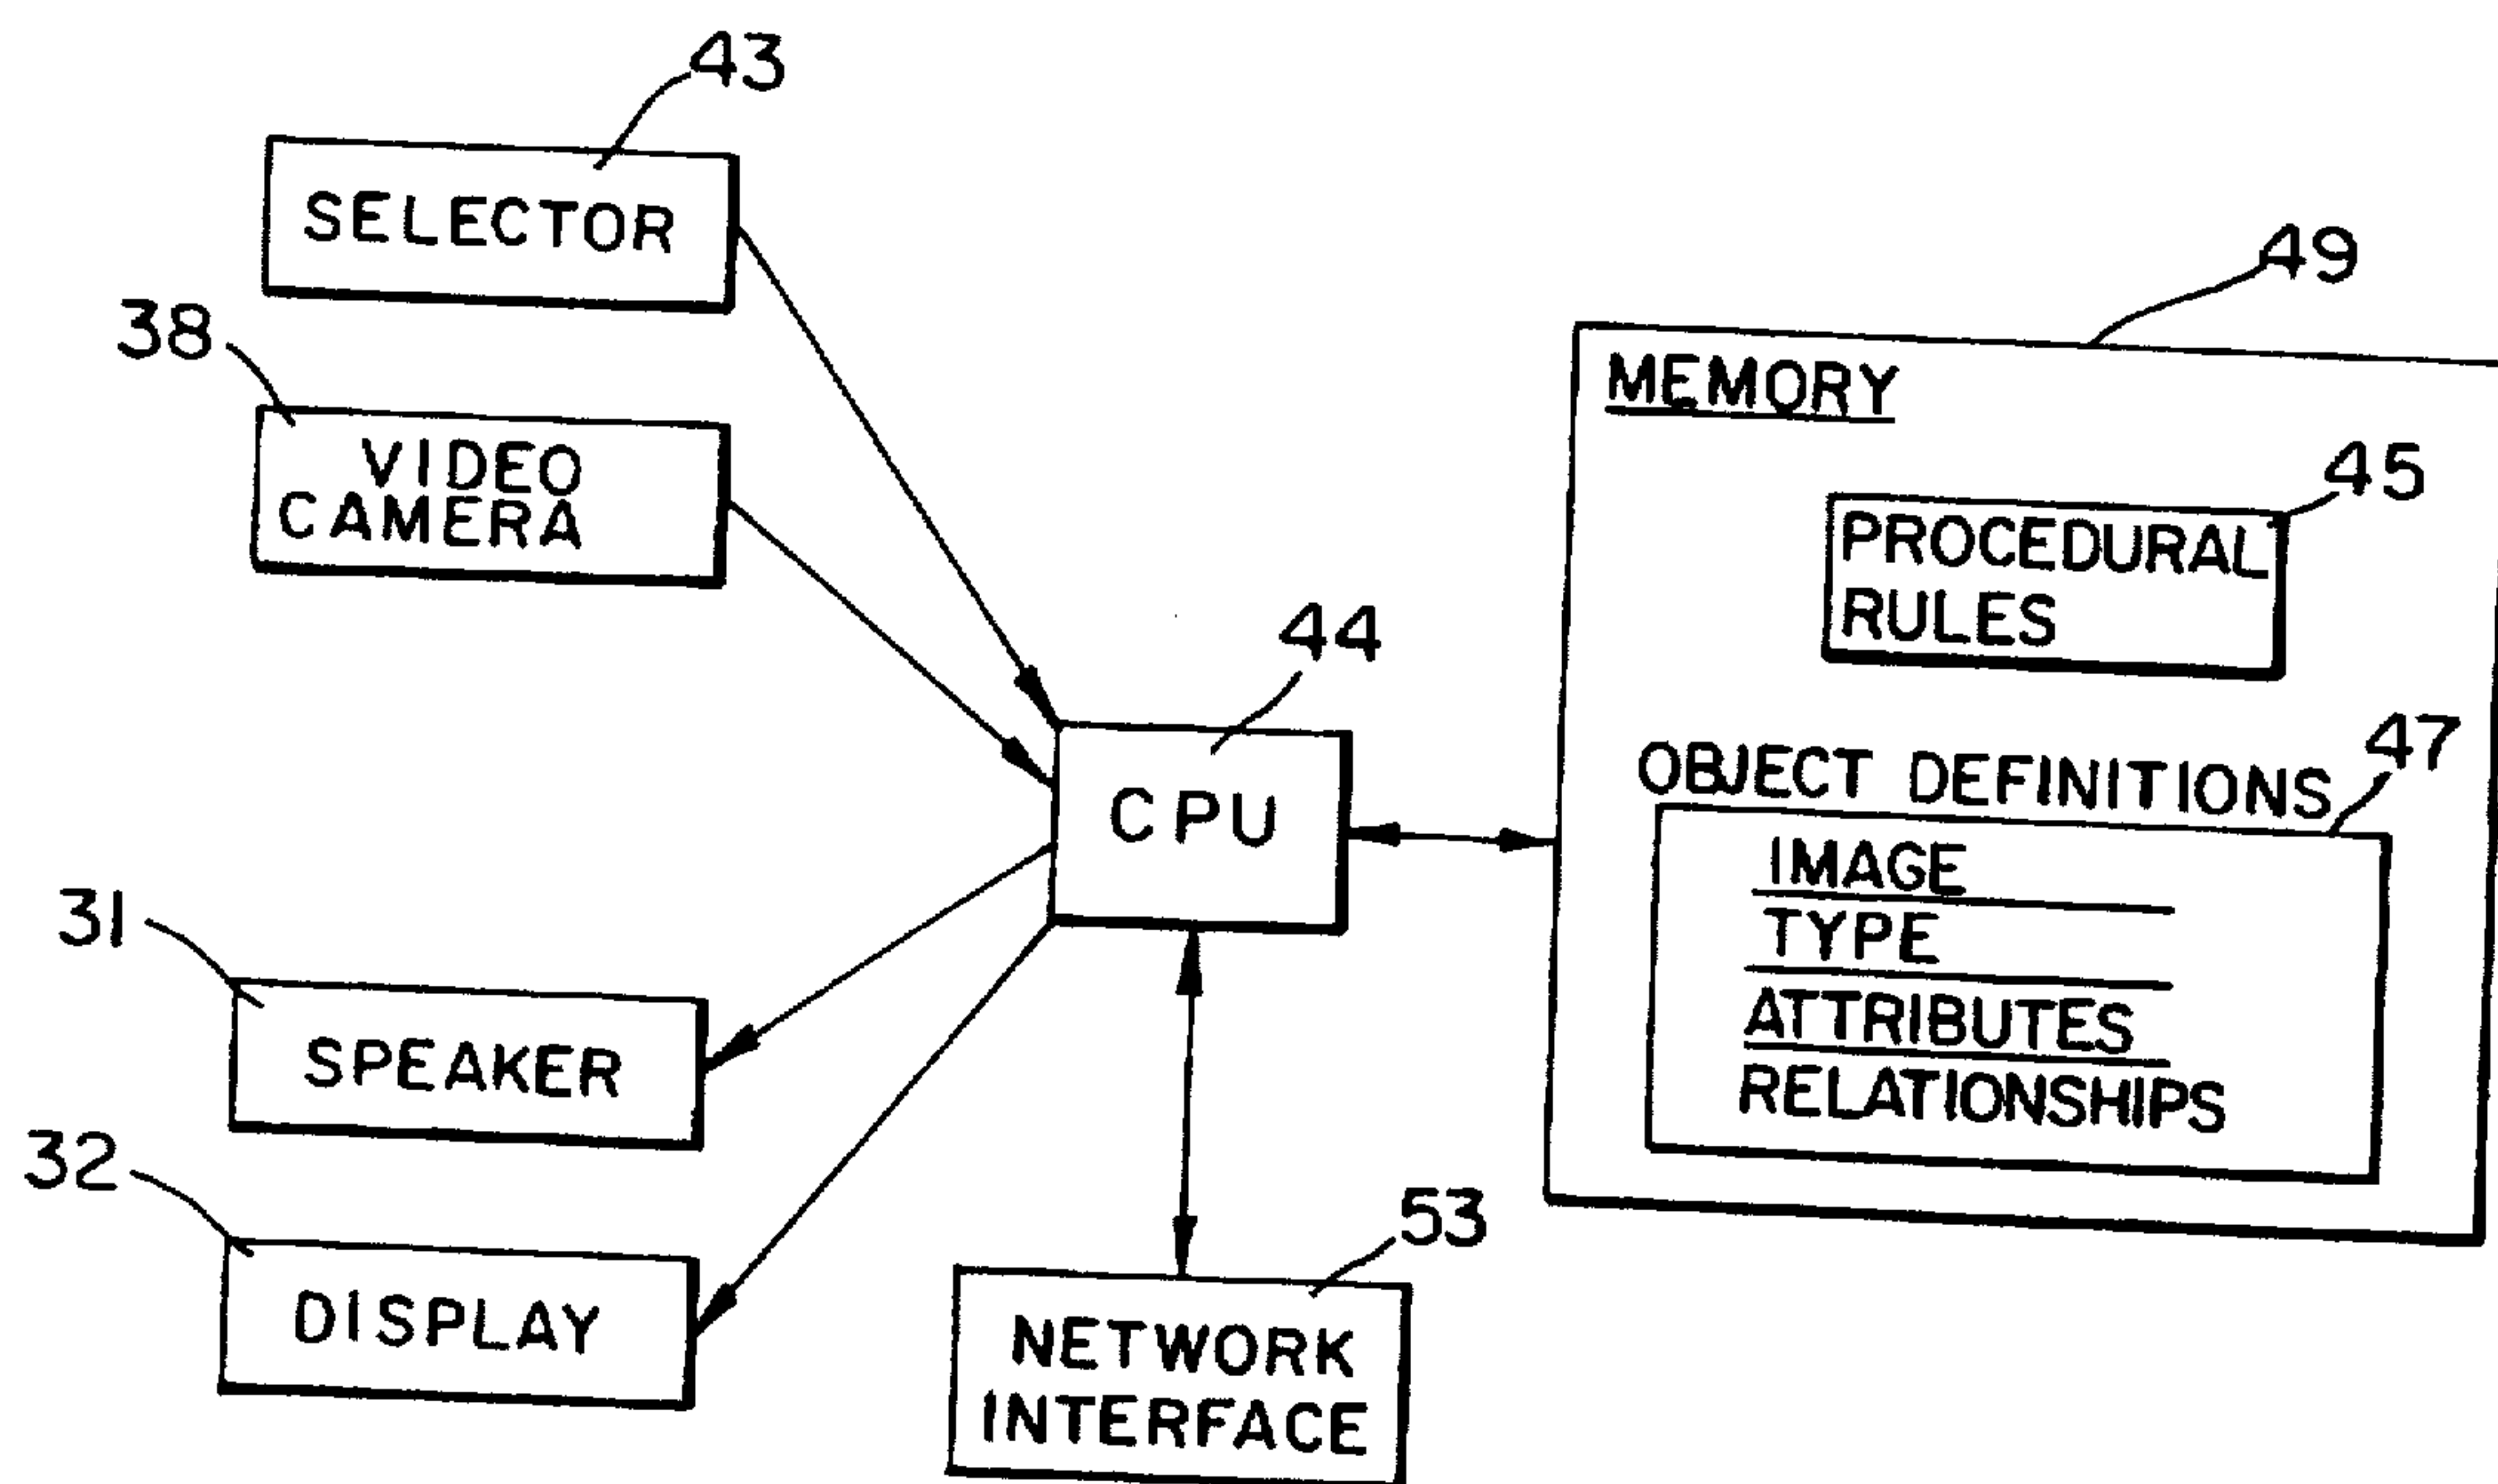 43
SELECTOR
38
VIDEO
CAMERA
31
SPEAKER
32
DISPLAY
44
CPU
53
NETWORK
INTERFACE
49
MEMORY
45
PROCEDURAL
RULES
47
OBJECT DEFINITIONS
IMAGE
TYPE
ATTRIBUTES
RELATIONSHIPS